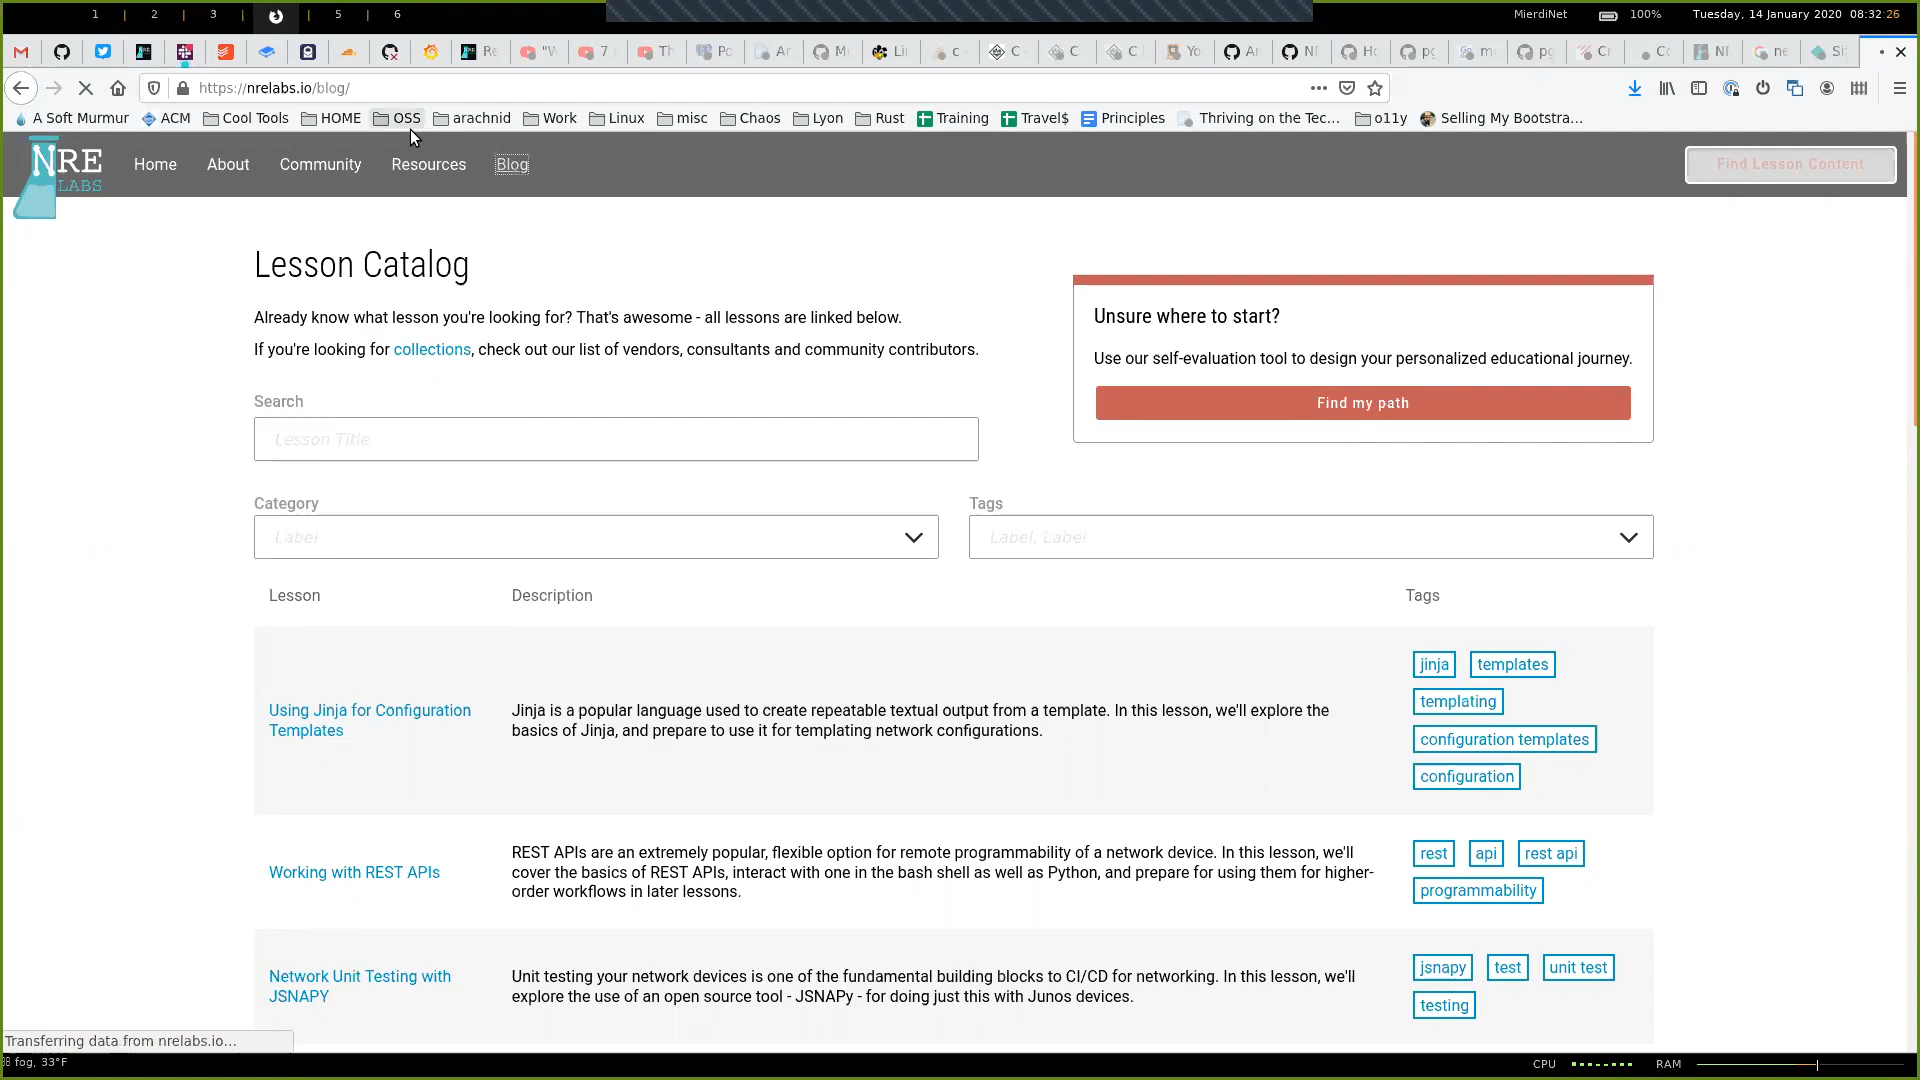 1 | 2 | 3 | | 5 | 6
MierdiNet 100% Tuesday, 14 January 2020 08:32:26
https://nrelabs.io/blog/
A Soft Murmur ACM Cool Tools HOME OSS arachnid Work Linux misc Chaos Lyon Rust Training Travel$ Principles Thriving on the Tec... o11y Selling My Bootstra...
NRE LABS
Home About Community Resources Blog Find Lesson Content
Lesson Catalog
Already know what lesson you're looking for? That's awesome - all lessons are linked below.
If you're looking for collections, check out our list of vendors, consultants and community contributors.
Unsure where to start?
Use our self-evaluation tool to design your personalized educational journey.
Find my path
Search
Lesson Title
Category Tags
Label Label, Label
Lesson Description Tags
Using Jinja for Configuration
Templates
Jinja is a popular language used to create repeatable textual output from a template. In this lesson, we'll explore the
basics of Jinja, and prepare to use it for templating network configurations.
jinja templates
templating
configuration templates
configuration
Working with REST APIs
REST APIs are an extremely popular, flexible option for remote programmability of a network device. In this lesson, we'll
cover the basics of REST APIs, interact with one in the bash shell as well as Python, and prepare for using them for higher-
order workflows in later lessons.
rest api rest api
programmability
Network Unit Testing with
JSNAPY
Unit testing your network devices is one of the fundamental building blocks to CI/CD for networking. In this lesson, we'll
explore the use of an open source tool - JSNAPy - for doing just this with Junos devices.
jsnapy test unit test
testing
Transferring data from nrelabs.io...
fog, 33°F CPU RAM